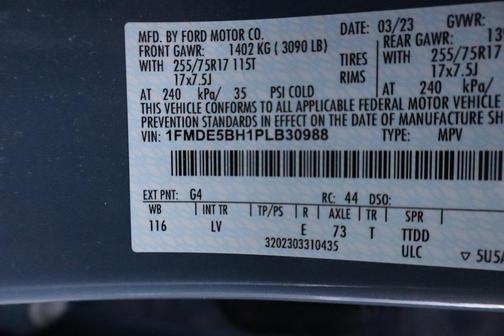 MFD. BY FORD MOTOR CO.
03/23 GVWR:
FRONT GAWR: 1402 KG ( 3090 LB)
REAR GAWR:
WITH 255/75R17 115T TIRES WITH 255/75R17
17x7.5J RIMS 17x7.5J
AT 240 kPa/ 35 PSI COLD AT 240 kPa/
THIS VEHICLE CONFORMS TO ALL APPLICABLE FEDERAL MOTOR VEHICLE
PREVENTION STANDARDS IN EFFECT ON THE DATE OF MANUFACTURE SH
VIN: 1FMDE5BH1PLB30988 TYPE: MPV
EXT PNT: G4 RC: 44 DSO:
WB INT TR TP/PS R AXLE TR SPR
116 LV E 73 T TTDD
3202303310435 ULC 5U5A